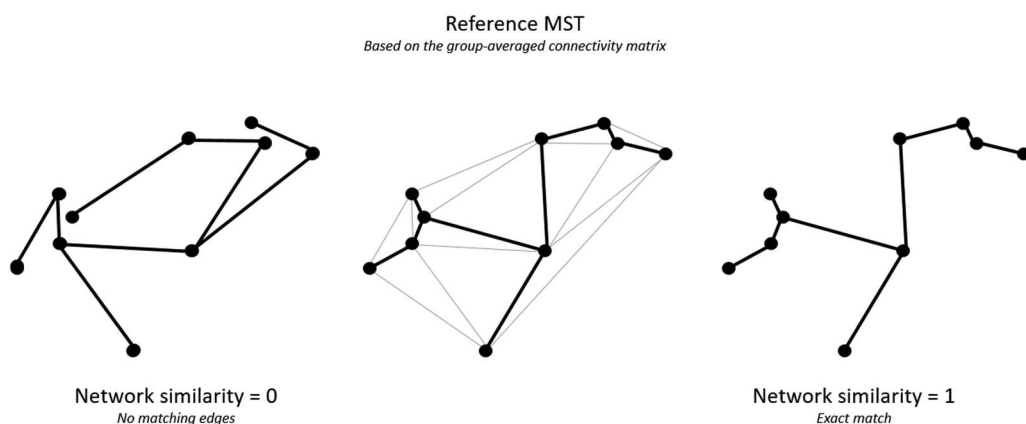 Reference MST
Based on the group-averaged connectivity matrix
Network similarity = 0
No matching edges
Network similarity = 1
Exact match